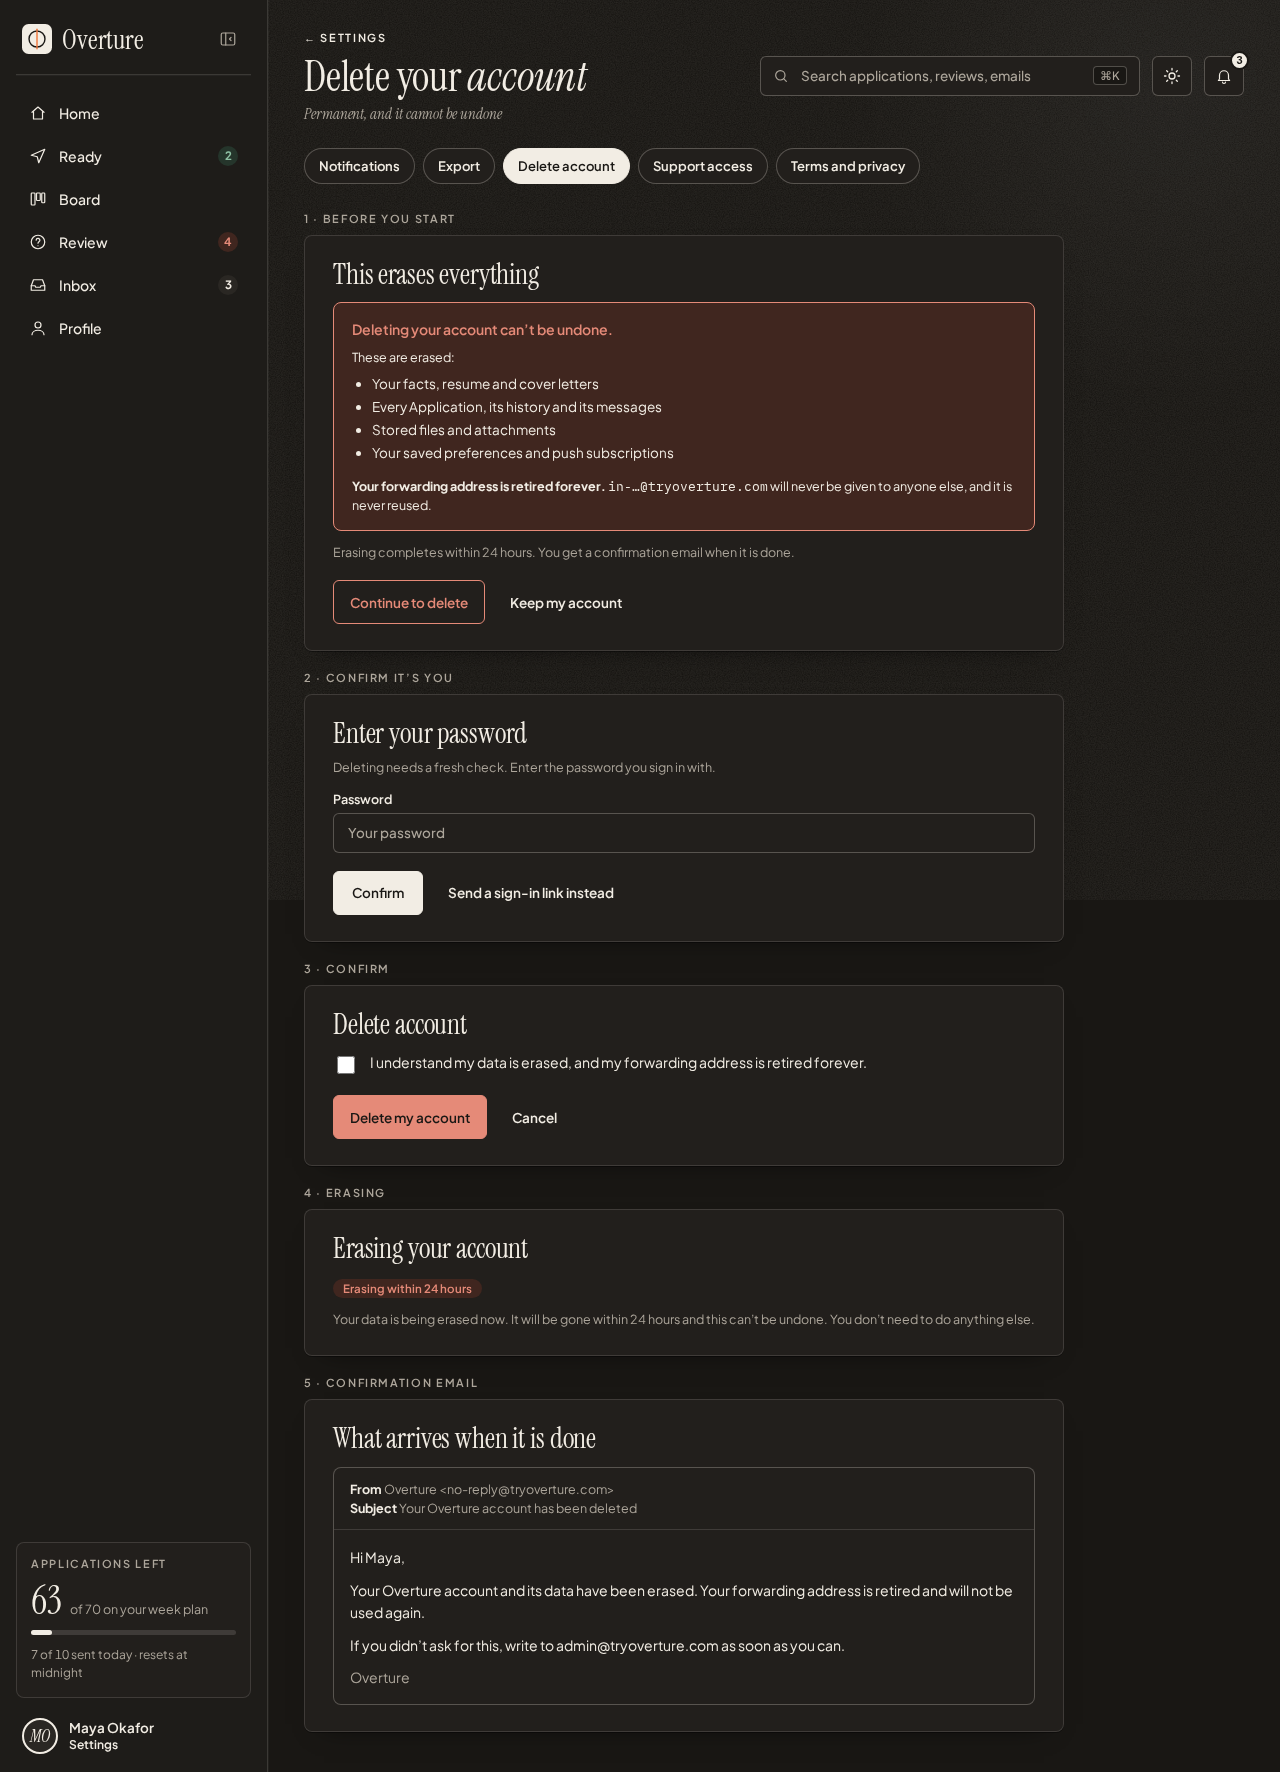 Overture
Home
Ready 2
Board
Review 4
Inbox 3
Profile
APPLICATIONS LEFT
63 of 70 on your week plan
7 of 10 sent today · resets at
midnight
MO
Maya Okafor
Settings
← SETTINGS
Delete your account
Permanent, and it cannot be undone
Search applications, reviews, emails ⌘K
3
Notifications
Export
Delete account
Support access
Terms and privacy
1 · BEFORE YOU START
This erases everything
Deleting your account can't be undone.
These are erased:
• Your facts, resume and cover letters
• Every Application, its history and its messages
• Stored files and attachments
• Your saved preferences and push subscriptions
Your forwarding address is retired forever. in-…@tryoverture.com will never be given to anyone else, and it is
never reused.
Erasing completes within 24 hours. You get a confirmation email when it is done.
Continue to delete
Keep my account
2 · CONFIRM IT'S YOU
Enter your password
Deleting needs a fresh check. Enter the password you sign in with.
Password
Your password
Confirm
Send a sign-in link instead
3 · CONFIRM
Delete account
I understand my data is erased, and my forwarding address is retired forever.
Delete my account
Cancel
4 · ERASING
Erasing your account
Erasing within 24 hours
Your data is being erased now. It will be gone within 24 hours and this can't be undone. You don't need to do anything else.
5 · CONFIRMATION EMAIL
What arrives when it is done
From Overture <no-reply@tryoverture.com>
Subject Your Overture account has been deleted
Hi Maya,
Your Overture account and its data have been erased. Your forwarding address is retired and will not be
used again.
If you didn't ask for this, write to admin@tryoverture.com as soon as you can.
Overture